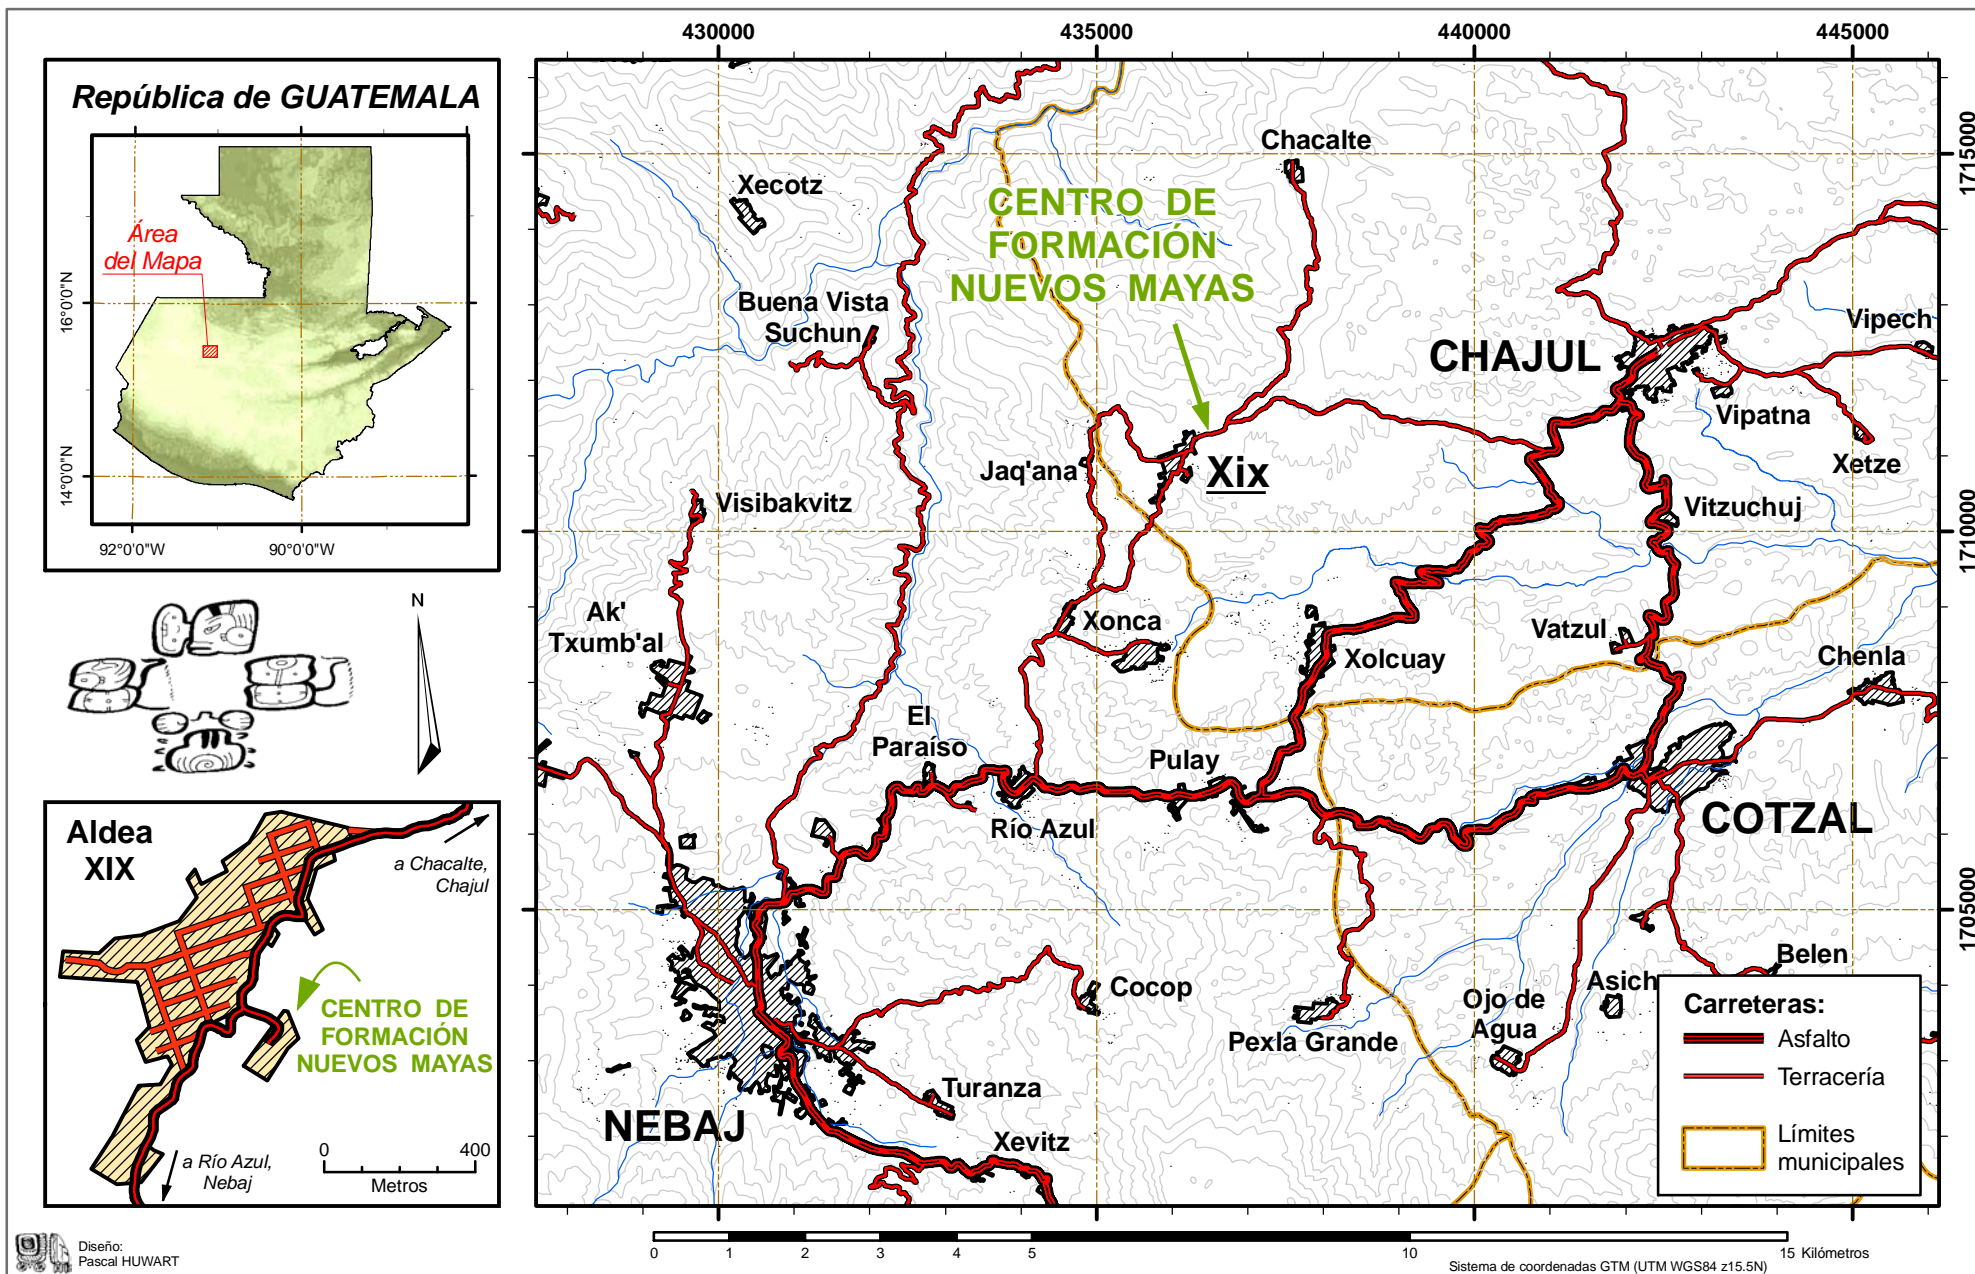 República de GUATEMALA
Área
del Mapa
16°0'0"N
14°0'0"N
92°0'0"W
90°0'0"W
N
Aldea
XIX
a Chacalte,
Chajul
CENTRO DE
FORMACIÓN
NUEVOS MAYAS
a Río Azul,
Nebaj
0
400
Metros
Diseño:
Pascal HUWART
430000
435000
440000
445000
1715000
1710000
1705000
Chacalte
Xecotz
CENTRO DE
FORMACIÓN
NUEVOS MAYAS
Buena Vista
Suchun
Vipech
CHAJUL
Vipatna
Xetze
Jaq'ana
Xix
Visibakvitz
Vitzuchuj
Ak'
Txumb'al
Xonca
Xolcuay
Vatzul
Chenla
El
Paraíso
Pulay
Río Azul
COTZAL
Cocop
Pexla Grande
Ojo de
Agua
Asich
Belen
Turanza
NEBAJ
Xevitz
Carreteras:
Asfalto
Terracería
Límites
municipales
0
1
2
3
4
5
10
15 Kilómetros
Sistema de coordenadas GTM (UTM WGS84 z15.5N)